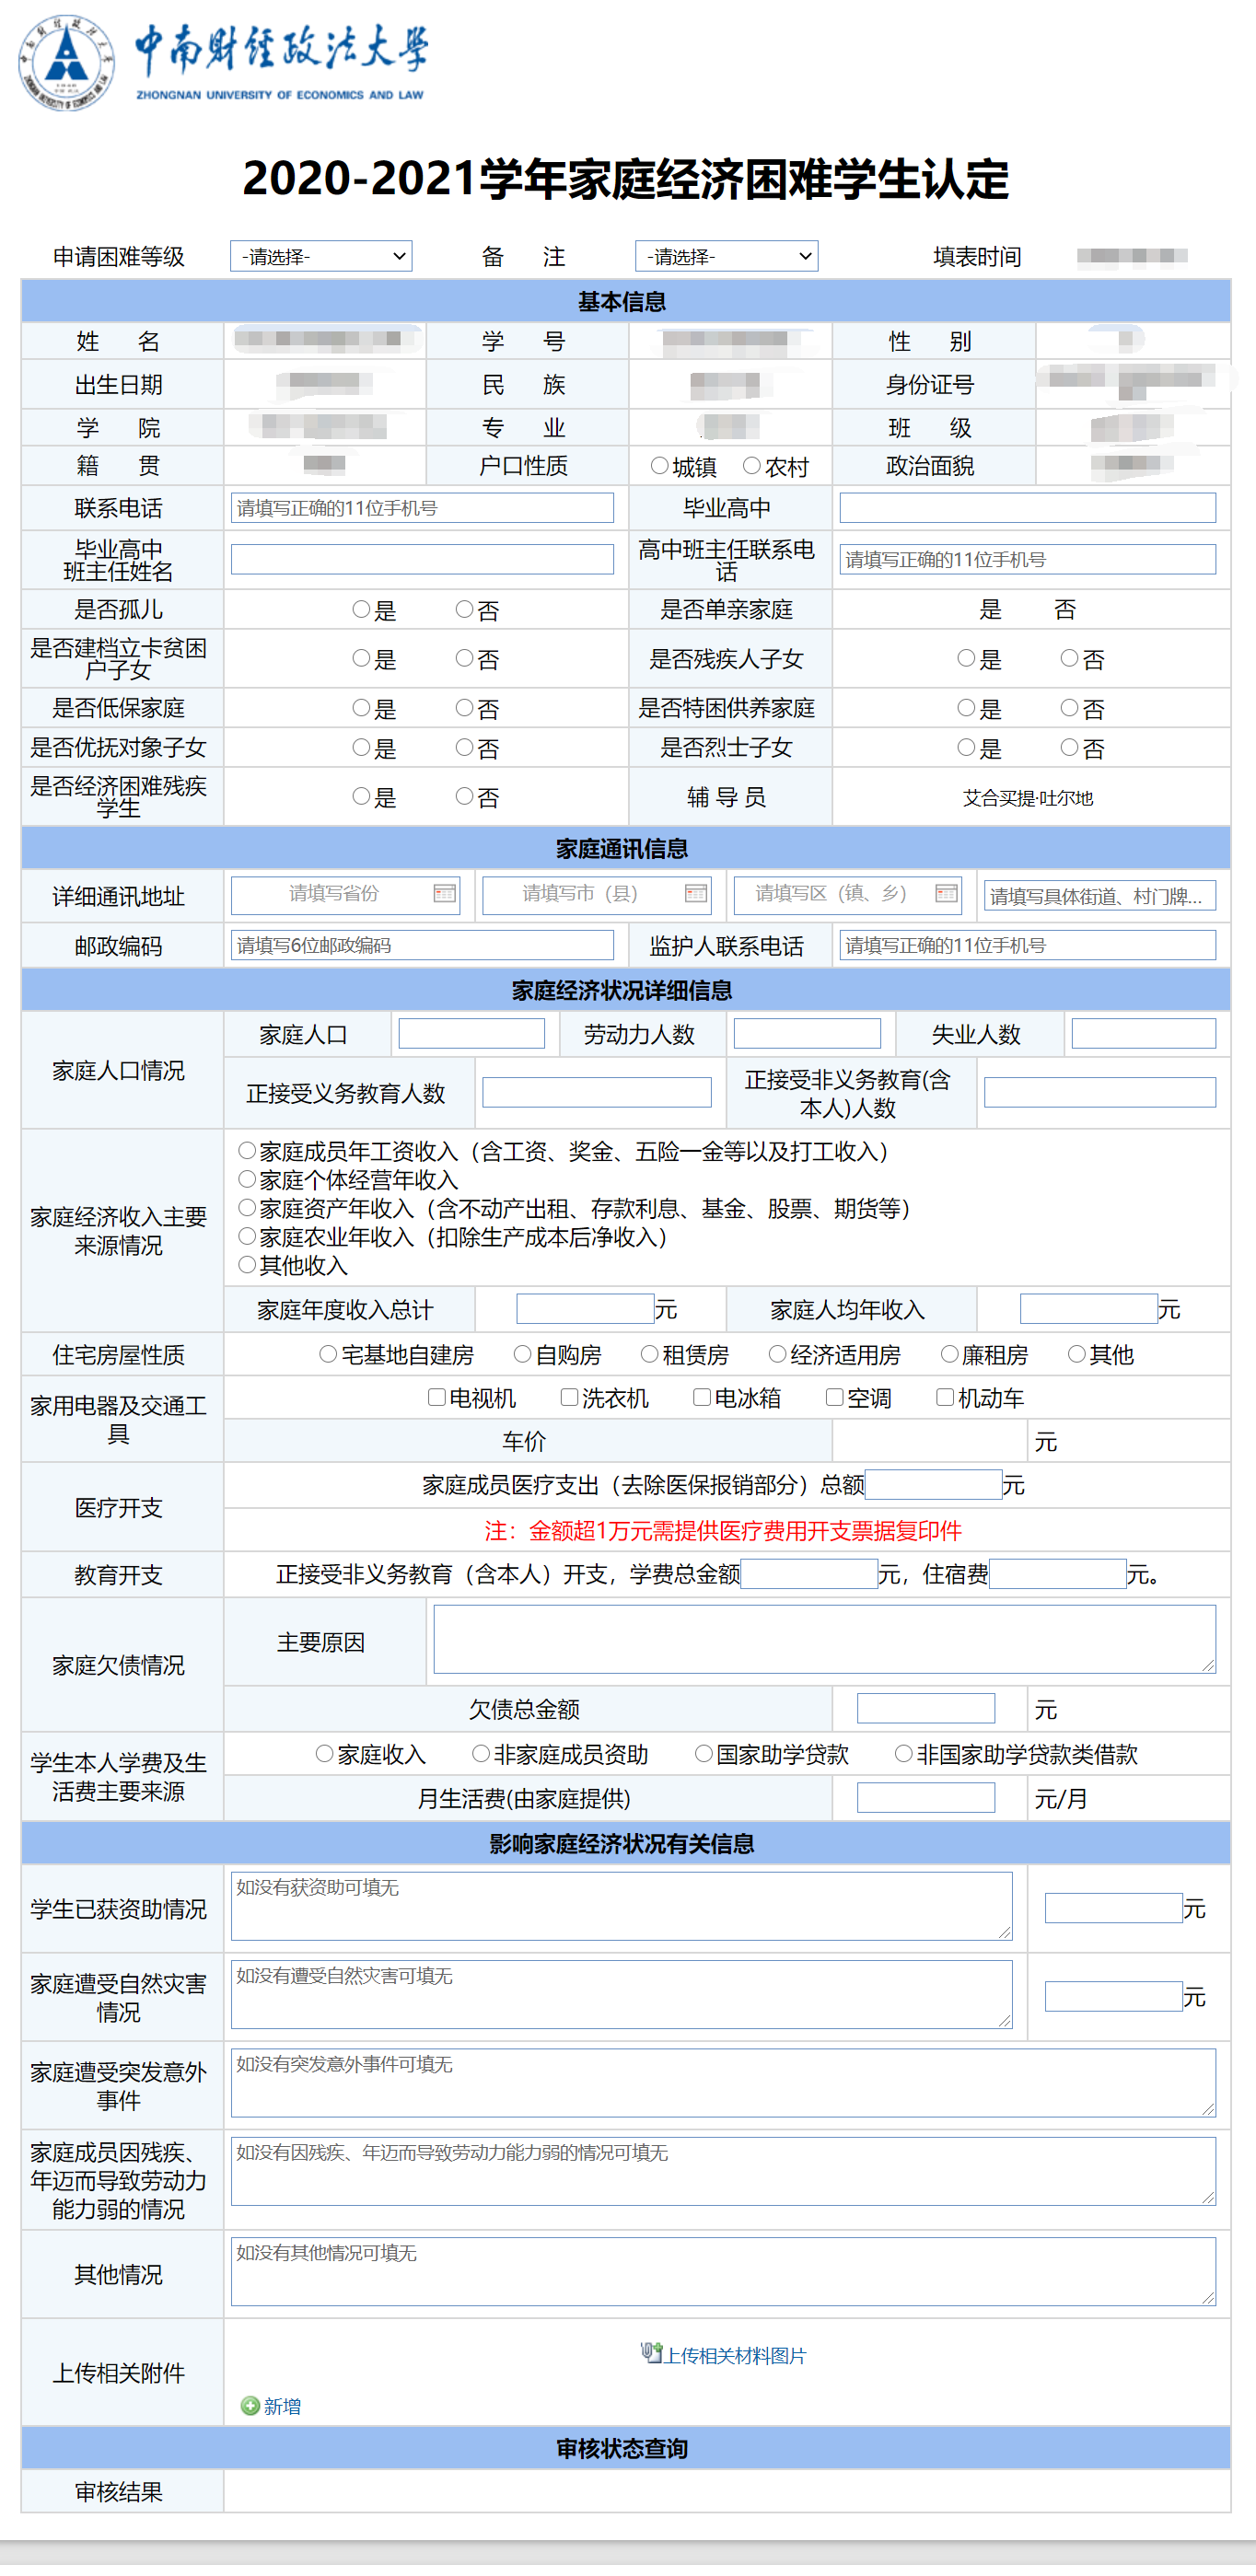 中南财经政法大学
ZHONGNAN UNIVERSITY OF ECONOMICS AND LAW
2020-2021学年家庭经济困难学生认定
申请困难等级 -请选择- 备 注 -请选择- 填表时间
基本信息
姓 名 学 号 性 别
出生日期 民 族 身份证号
学 院 专 业 班 级
籍 贯 户口性质 城镇 农村 政治面貌
联系电话 请填写正确的11位手机号 毕业高中
毕业高中
班主任姓名
高中班主任联系电
话
请填写正确的11位手机号
是否孤儿 是 否 是否单亲家庭 是 否
是否建档立卡贫困
户子女
是 否 是否残疾人子女 是 否
是否低保家庭 是 否 是否特困供养家庭 是 否
是否优抚对象子女 是 否 是否烈士子女 是 否
是否经济困难残疾
学生
是 否 辅 导 员 艾合买提·吐尔地
家庭通讯信息
详细通讯地址 请填写省份 请填写市（县） 请填写区（镇、乡） 请填写具体街道、村门牌...
邮政编码 请填写6位邮政编码 监护人联系电话 请填写正确的11位手机号
家庭经济状况详细信息
家庭人口情况
家庭人口 劳动力人数 失业人数
正接受义务教育人数
正接受非义务教育(含
本人)人数
家庭经济收入主要
来源情况
家庭成员年工资收入（含工资、奖金、五险一金等以及打工收入）
家庭个体经营年收入
家庭资产年收入（含不动产出租、存款利息、基金、股票、期货等）
家庭农业年收入（扣除生产成本后净收入）
其他收入
家庭年度收入总计 元 家庭人均年收入 元
住宅房屋性质 宅基地自建房 自购房 租赁房 经济适用房 廉租房 其他
家用电器及交通工
具
电视机 洗衣机 电冰箱 空调 机动车
车价 元
医疗开支
家庭成员医疗支出（去除医保报销部分）总额 元
注：金额超1万元需提供医疗费用开支票据复印件
教育开支 正接受非义务教育（含本人）开支，学费总金额 元，住宿费 元。
家庭欠债情况
主要原因
欠债总金额 元
学生本人学费及生
活费主要来源
家庭收入 非家庭成员资助 国家助学贷款 非国家助学贷款类借款
月生活费(由家庭提供) 元/月
影响家庭经济状况有关信息
学生已获资助情况 如没有获资助可填无 元
家庭遭受自然灾害
情况
如没有遭受自然灾害可填无 元
家庭遭受突发意外
事件
如没有突发意外事件可填无
家庭成员因残疾、
年迈而导致劳动力
能力弱的情况
如没有因残疾、年迈而导致劳动力能力弱的情况可填无
其他情况 如没有其他情况可填无
上传相关附件
上传相关材料图片
新增
审核状态查询
审核结果